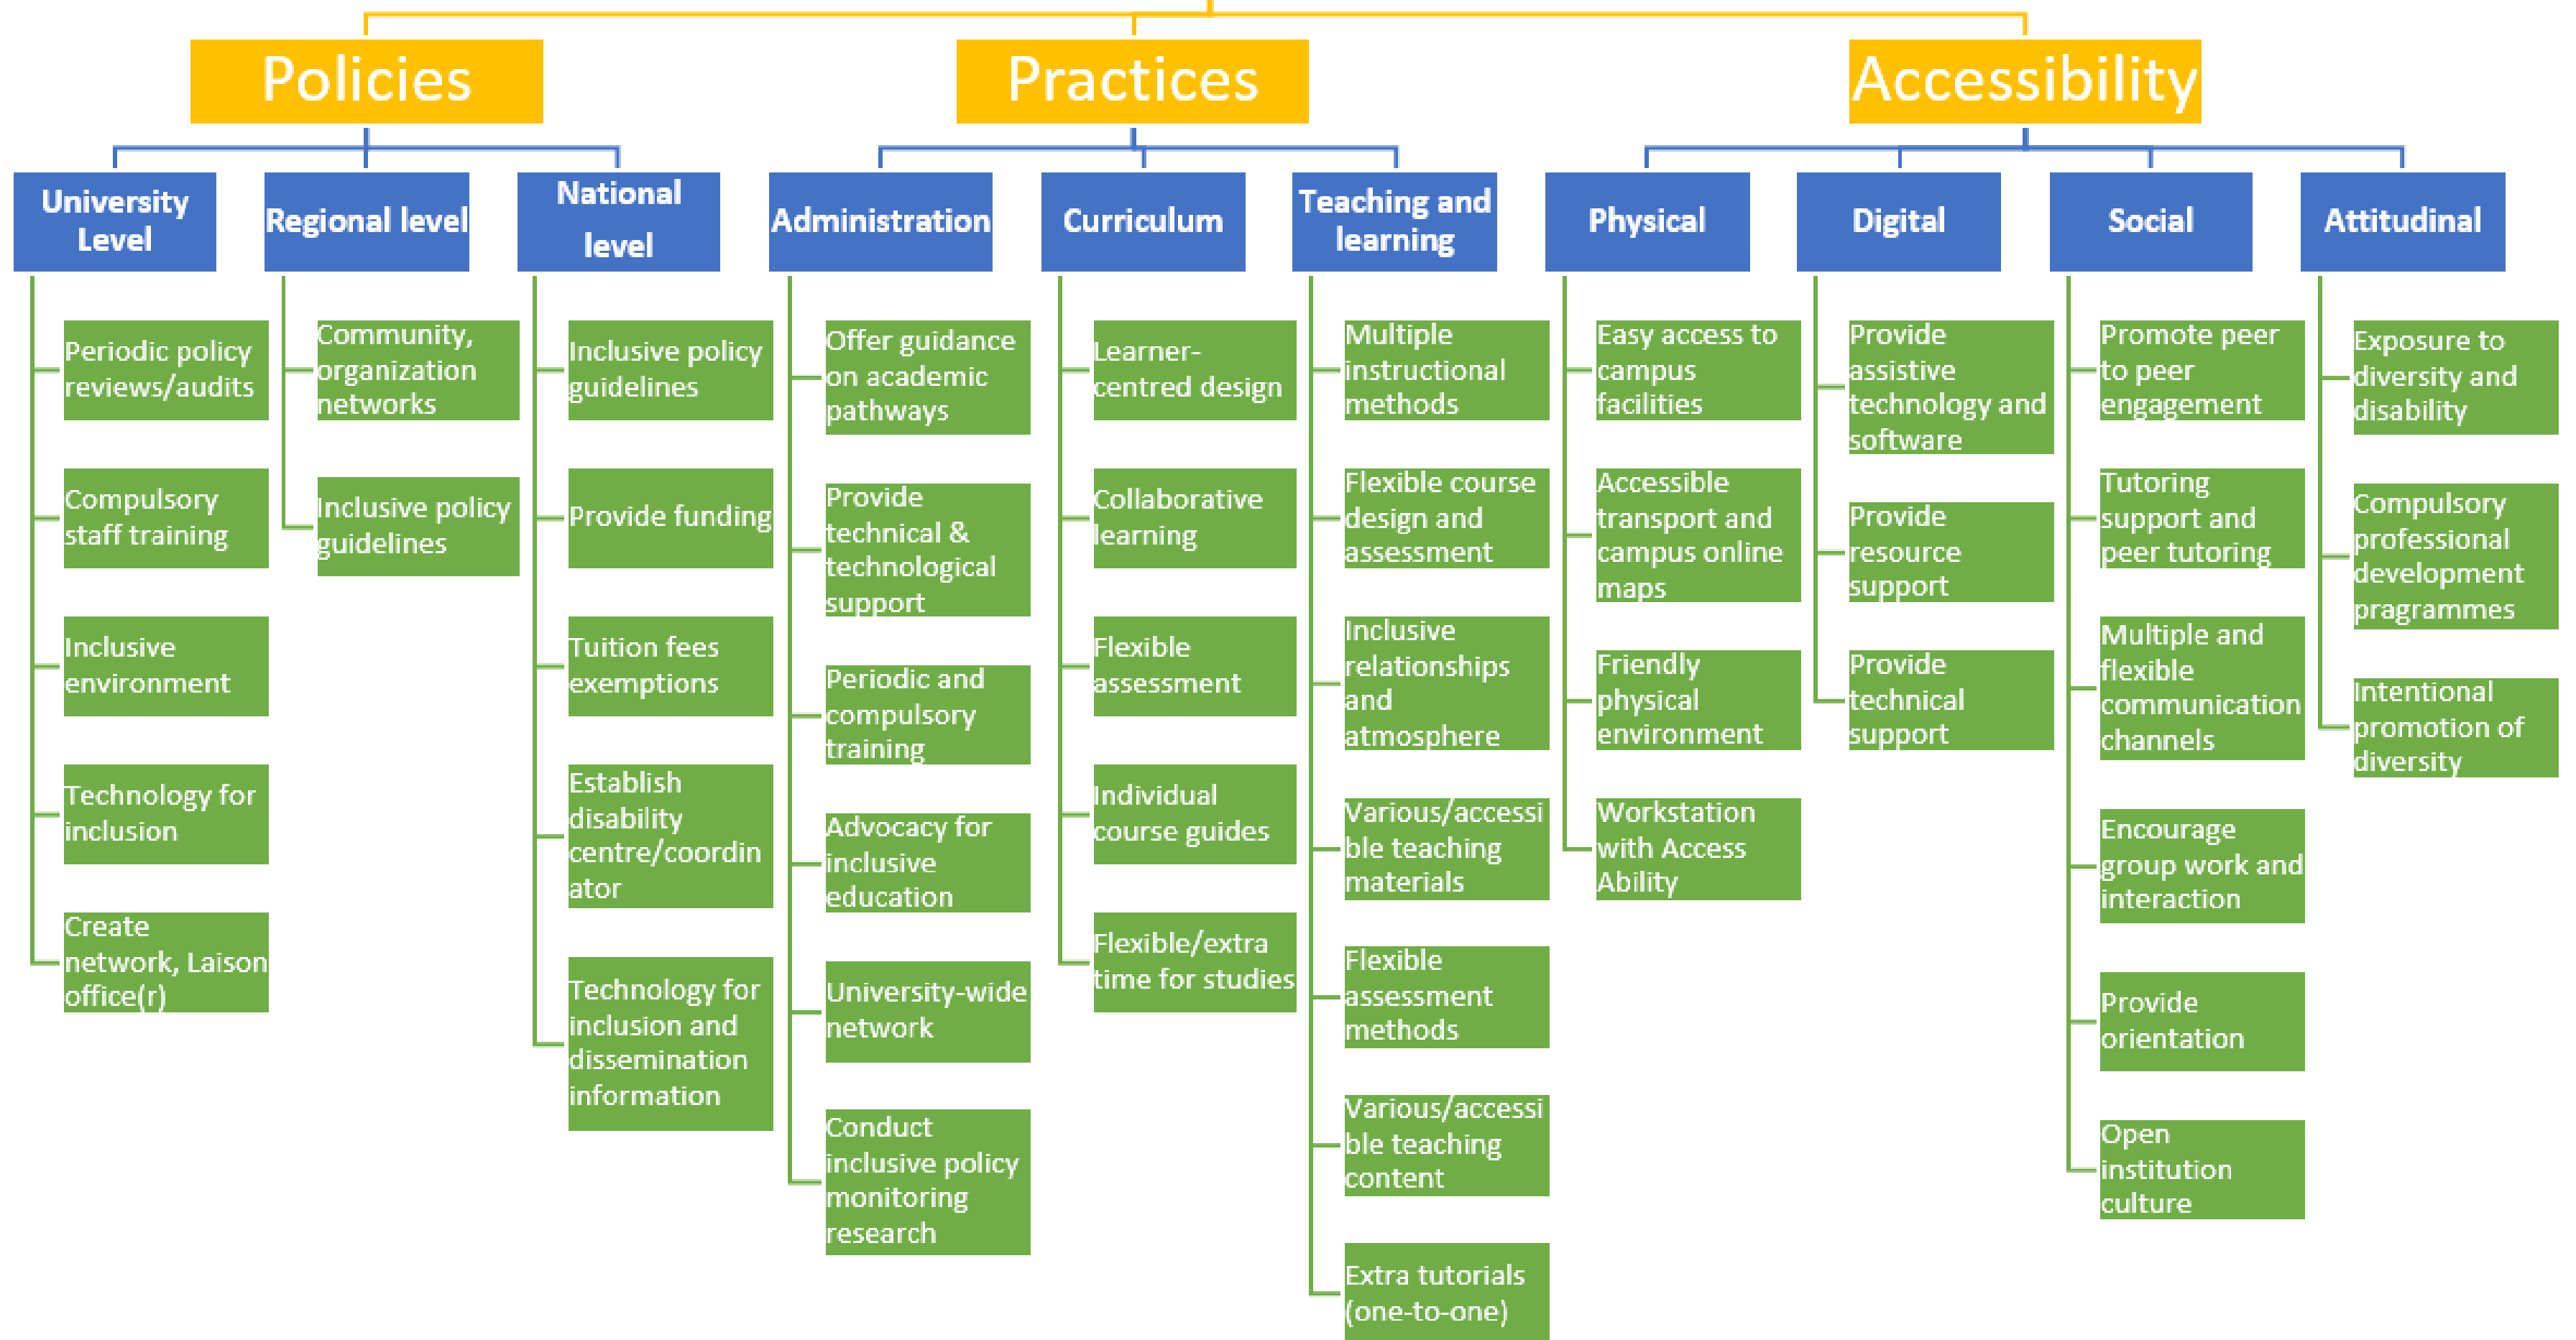 Policies
Practices
Accessibility
University
Level
Regional level
National
level
Administration
Curriculum
Teaching and
learning
Physical
Digital
Social
Attitudinal
Periodic policy
reviews/audits
Compulsory
staff training
Inclusive
environment
Technology for
inclusion
Create
network, Laison
office(r)
Community,
organization
networks
Inclusive policy
guidelines
Inclusive policy
guidelines
Provide funding
Tuition fees
exemptions
Establish
disability
centre/coordin
ator
Technology for
inclusion and
dissemination
information
Offer guidance
on academic
pathways
Provide
technical &
technological
support
Periodic and
compulsory
training
Advocacy for
inclusive
education
University-wide
network
Conduct
inclusive policy
monitoring
research
Learner-
centred design
Collaborative
learning
Flexible
assessment
Individual
course guides
Flexible/extra
time for studies
Multiple
instructional
methods
Flexible course
design and
assessment
Inclusive
relationships
and
atmosphere
Various/accessi
ble teaching
materials
Flexible
assessment
methods
Various/accessi
ble teaching
content
Extra tutorials
(one-to-one)
Easy access to
campus
facilities
Accessible
transport and
campus online
maps
Friendly
physical
environment
Workstation
with Access
Ability
Provide
assistive
technology and
software
Provide
resource
support
Provide
technical
support
Promote peer
to peer
engagement
Tutoring
support and
peer tutoring
Multiple and
flexible
communication
channels
Encourage
group work and
interaction
Provide
orientation
Open
institution
culture
Exposure to
diversity and
disability
Compulsory
professional
development
pragrammes
Intentional
promotion of
diversity